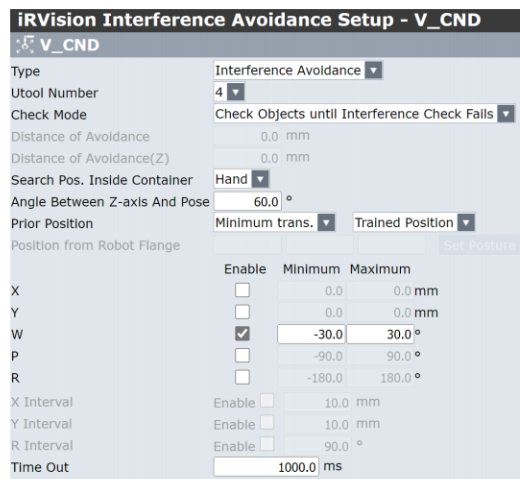 iRVision Interference Avoidance Setup - V_CND
V_CND
Type Interference Avoidance
Utool Number 4
Check Mode Check Objects until Interference Check Fails
Distance of Avoidance 0.0 mm
Distance of Avoidance(Z) 0.0 mm
Search Pos. Inside Container Hand
Angle Between Z-axis And Pose 60.0 °
Prior Position Minimum trans. Trained Position
Position from Robot Flange Set Posture
Enable Minimum Maximum
X 0.0 0.0 mm
Y 0.0 0.0 mm
W -30.0 30.0 °
P -90.0 90.0 °
R -180.0 180.0 °
X Interval Enable 10.0 mm
Y Interval Enable 10.0 mm
R Interval Enable 90.0 °
Time Out 1000.0 ms